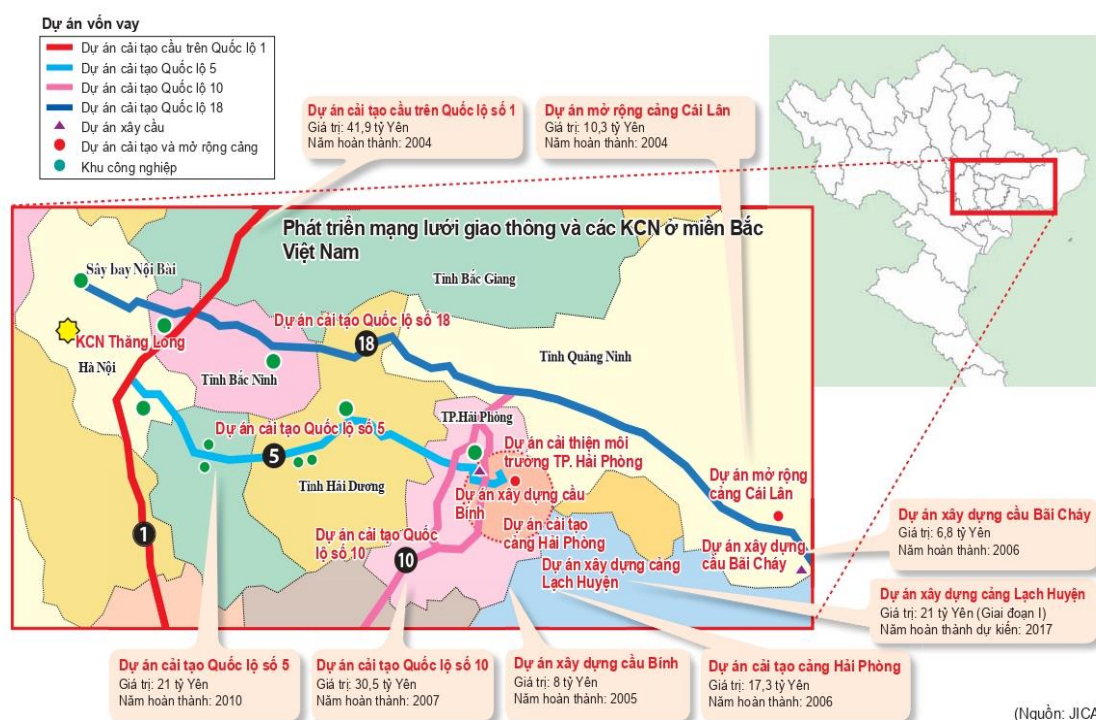 Dự án vốn vay
Dự án cải tạo cầu trên Quốc lộ 1
Dự án cải tạo Quốc lộ 5
Dự án cải tạo Quốc lộ 10
Dự án cải tạo Quốc lộ 18
Dự án xây cầu
Dự án cải tạo và mở rộng cảng
Khu công nghiệp
Dự án cải tạo cầu trên Quốc lộ số 1
Giá trị: 41,9 tỷ Yên
Năm hoàn thành: 2004
Dự án mở rộng cảng Cái Lân
Giá trị: 10,3 tỷ Yên
Năm hoàn thành: 2004
Phát triển mạng lưới giao thông và các KCN ở miền Bắc
Việt Nam
Sây bay Nội Bài
Tỉnh Bắc Giang
Dự án cải tạo Quốc lộ số 18
18
KCN Thăng Long
Hà Nội
Tỉnh Bắc Ninh
Tỉnh Quảng Ninh
TP.Hải Phòng
Dự án cải tạo Quốc lộ số 5
5
Tỉnh Hải Dương
Dự án cải thiện môi
trường TP. Hải Phòng
Dự án xây dựng cầu
Bính
Dự án mở rộng
cảng Cái Lân
1
Dự án cải tạo Quốc
lộ số 10
10
Dự án cải tạo
cảng Hải Phòng
Dự án xây dựng cảng
Lạch Huyện
Dự án xây dựng
cầu Bãi Cháy
Dự án xây dựng cầu Bãi Cháy
Giá trị: 6,8 tỷ Yên
Năm hoàn thành: 2006
Dự án xây dựng cảng Lạch Huyện
Giá trị: 21 tỷ Yên (Giai đoạn I)
Năm hoàn thành dự kiến: 2017
Dự án cải tạo Quốc lộ số 5
Giá trị: 21 tỷ Yên
Năm hoàn thành: 2010
Dự án cải tạo Quốc lộ số 10
Giá trị: 30,5 tỷ Yên
Năm hoàn thành: 2007
Dự án xây dựng cầu Bính
Giá trị: 8 tỷ Yên
Năm hoàn thành: 2005
Dự án cải tạo cảng Hải Phòng
Giá trị: 17,3 tỷ Yên
Năm hoàn thành: 2006
(Nguồn: JICA